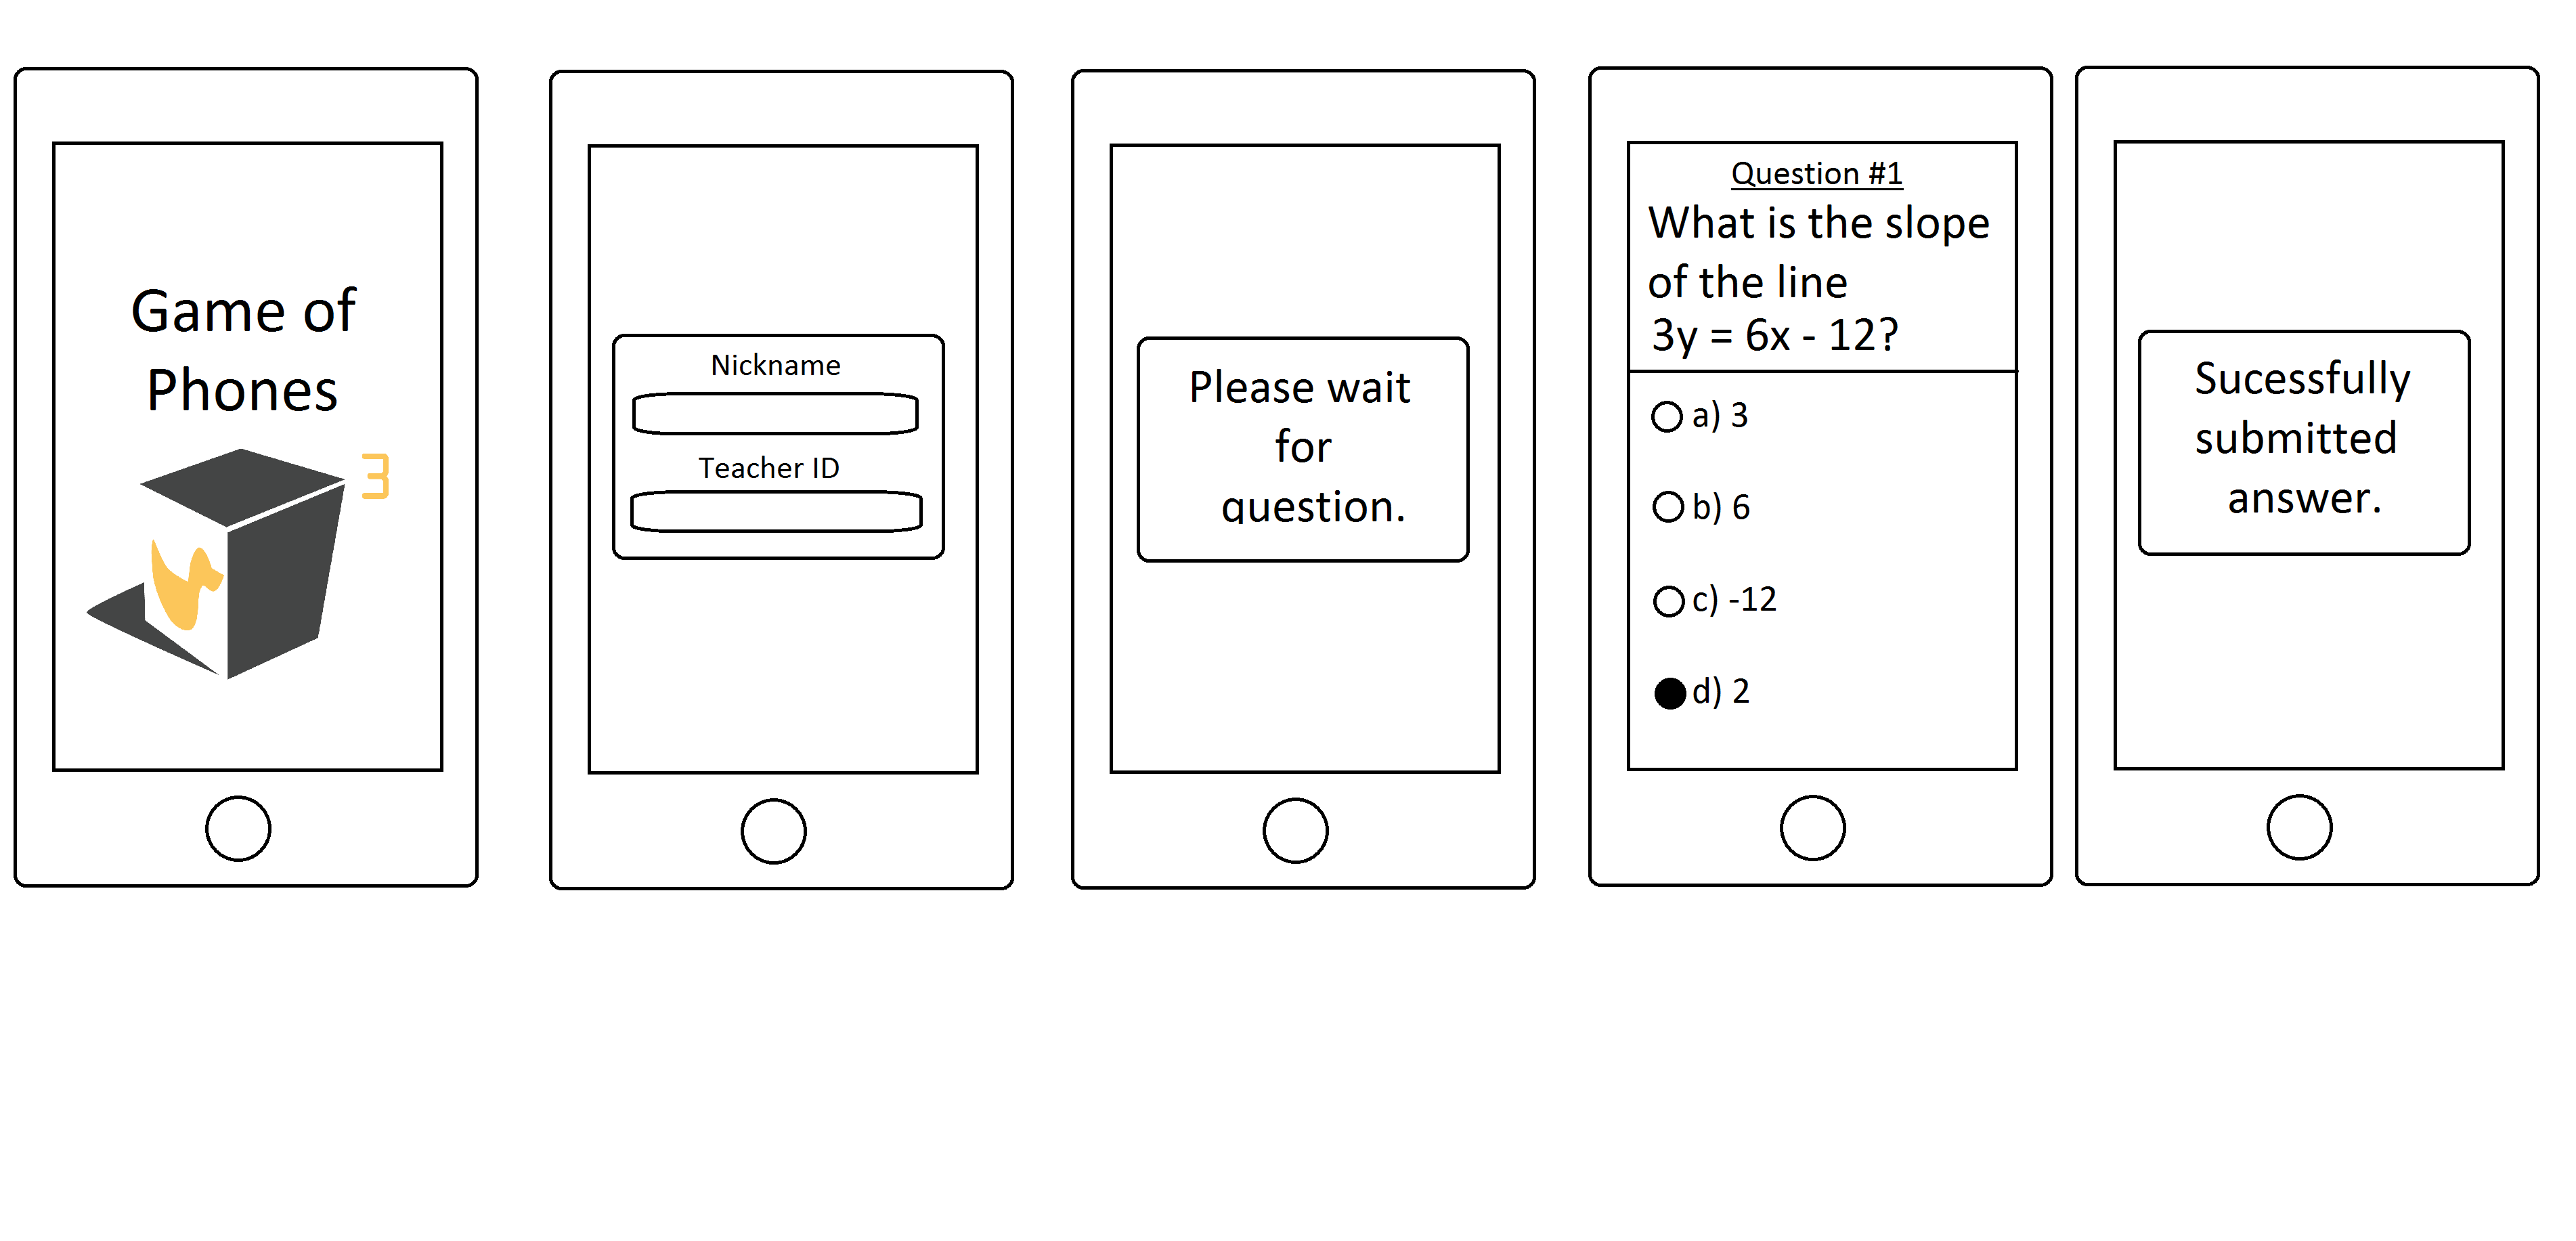 Game of
Phones
3
Nickname
Teacher ID
Please wait
for
question.
Question #1
What is the slope
of the line
3y = 6x - 12?
a) 3
b) 6
c) -12
d) 2
Sucessfully
submitted
answer.